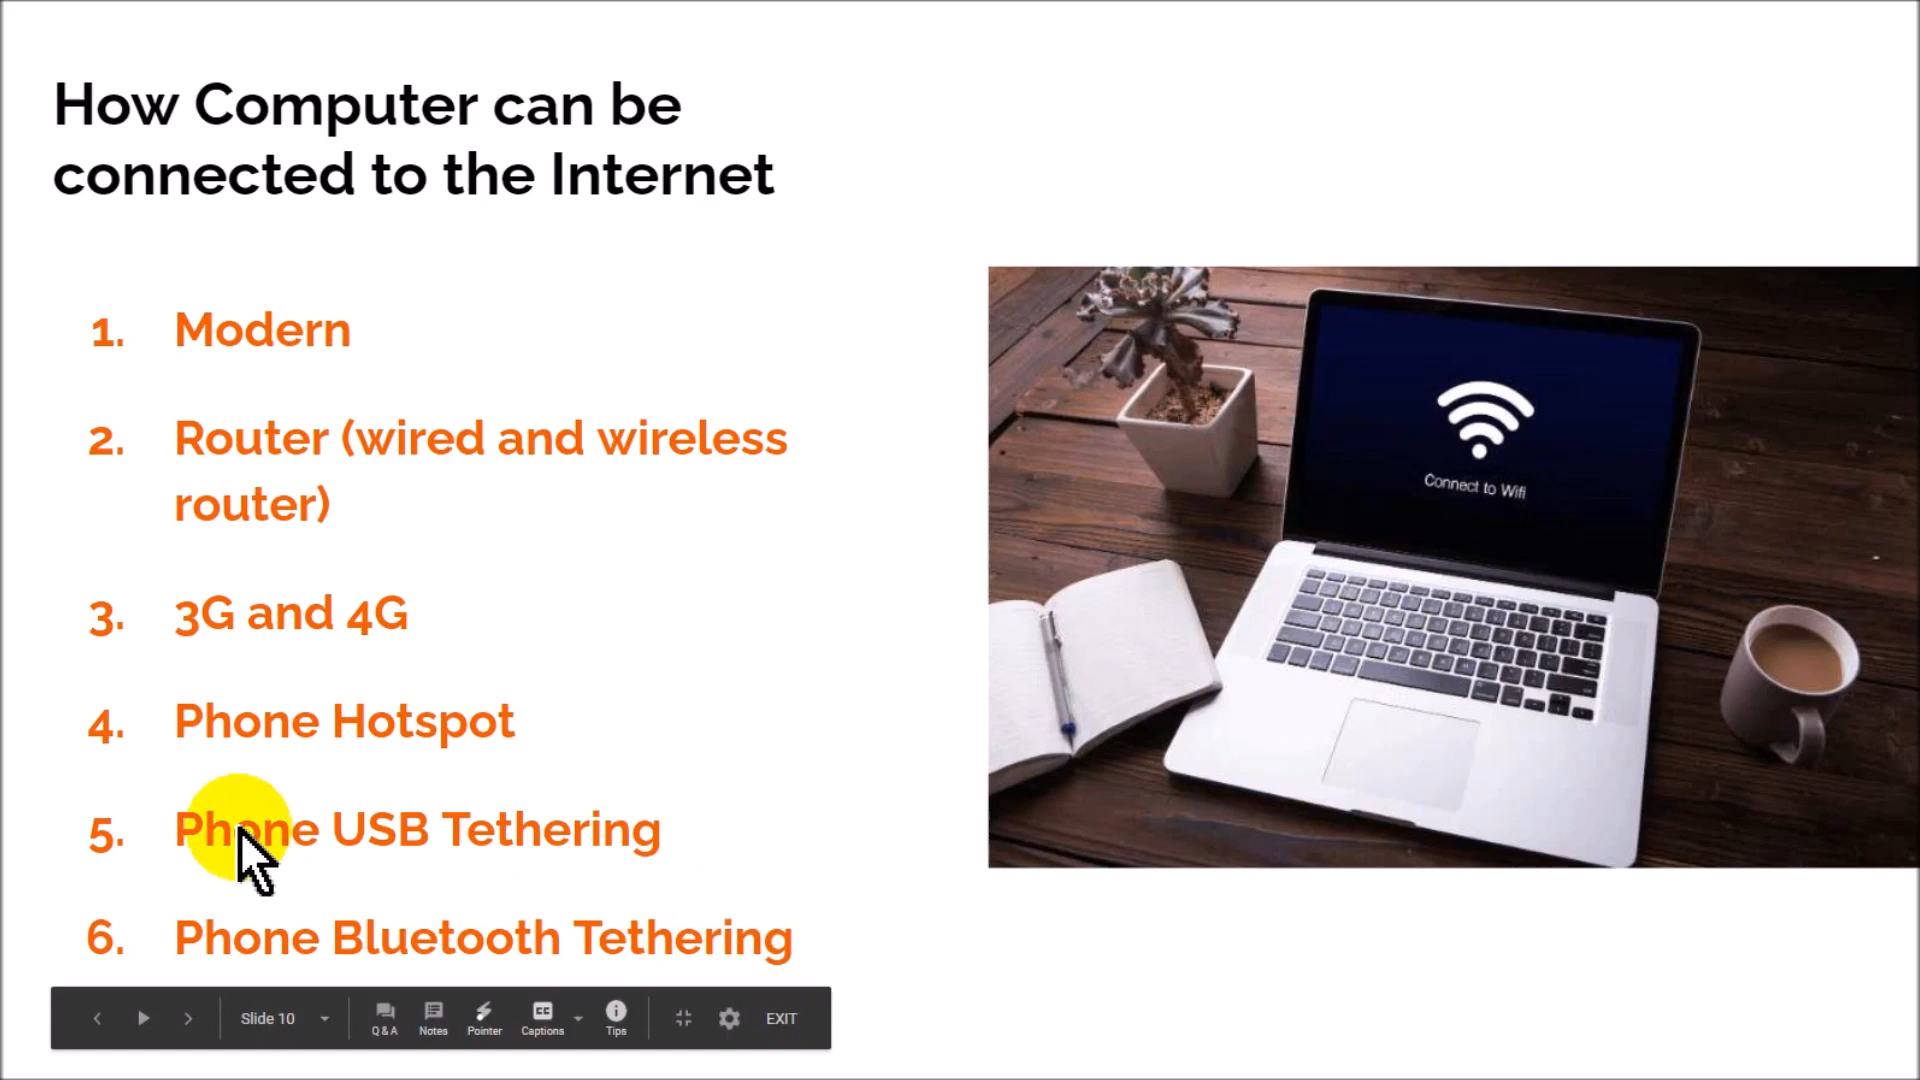 How Computer can be
connected to the Internet
1. Modern
2. Router (wired and wireless
router)
3. 3G and 4G
4. Phone Hotspot
5. Phone USB Tethering
6. Phone Bluetooth Tethering
Connect to Wifi
Slide 10 Q & A Notes Pointer CC Captions Tips EXIT